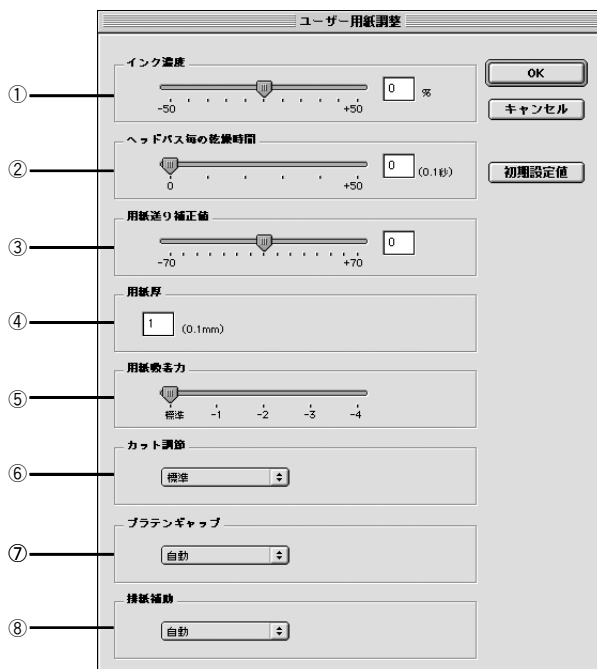 ユーザー用紙調整
① インク濃度
-50 +50 0 %
OK
キャンセル
② ヘッドパス毎の乾燥時間
0 +50 0 (0.1秒)
初期設定値
③ 用紙送り補正値
-70 +70 0
④ 用紙厚
1 (0.1mm)
⑤ 用紙吸着力
標準 -1 -2 -3 -4
⑥ カット調節
標準
⑦ プラテンギャップ
自動
⑧ 排紙補助
自動